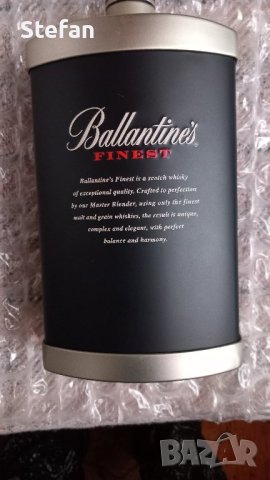 Stefan
Ballantine's
FINEST
Ballantine's Finest is a scotch whisky
of exceptional quality. Crafted to perfection
by our Master Blender, using only the finest
malt and grain whiskies, the result is unique,
complex and elegant, with perfect
balance and harmony.
BAZAR